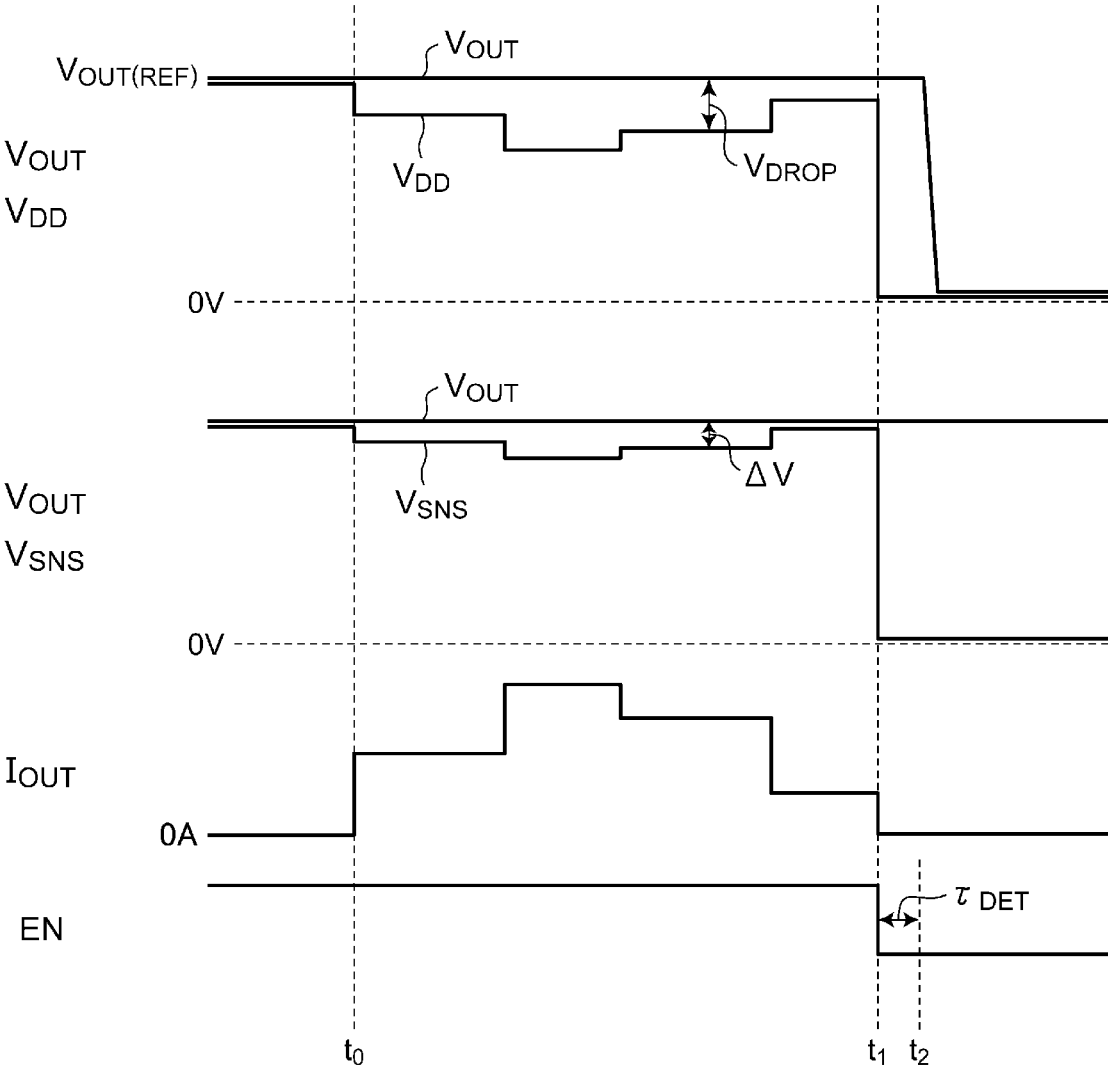 VOUT
VOUT(REF)
VOUT
VDD
VDD
VDROP
0V
VOUT
VOUT
VSNS
VSNS
ΔV
0V
IOUT
0A
EN
τ DET
t0
t1
t2